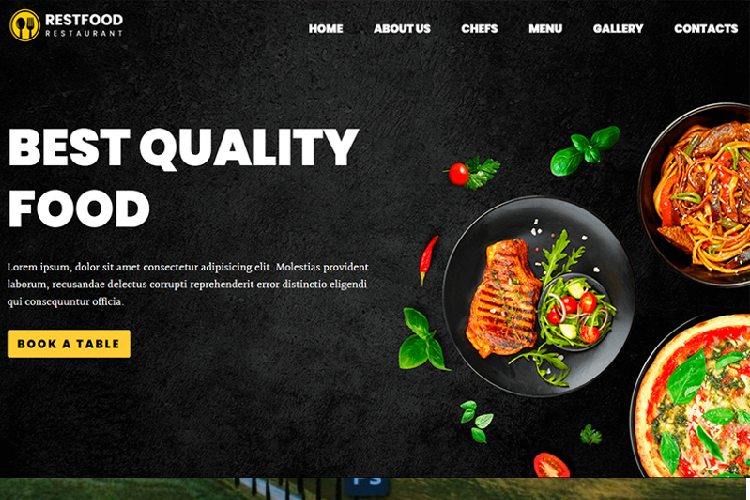 RESTFOOD
RESTAURANT
HOME ABOUT US CHEFS MENU GALLERY CONTACTS
BEST QUALITY
FOOD
Lorem ipsum, dolor sit amet consectetur adipisicing elit. Molestias provident
laborum, recusandae delectus corrupti reprehenderit error distinctio eligendi
qui consequuntur officia.
BOOK A TABLE
PS